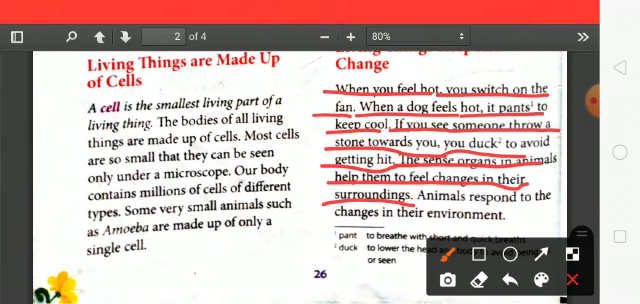 2 of 4
80%
Living Things are Made Up
of Cells
A cell is the smallest living part of a
living thing. The bodies of all living
things are made up of cells. Most cells
are so small that they can be seen
only under a microscope. Our body
contains millions of cells of different
types. Some very small animals such
as Amoeba are made up of only a
single cell.
Change
When you feel hot, you switch on the
fan. When a dog feels hot, it pants¹ to
keep cool. If you see someone throw a
stone towards you, you duck² to avoid
getting hit. The sense organs in animals
help them to feel changes in their
surroundings. Animals respond to the
changes in their environment.
¹ pant to breathe with short and quick breaths
² duck to lower the head and body to avoid being
or seen
26